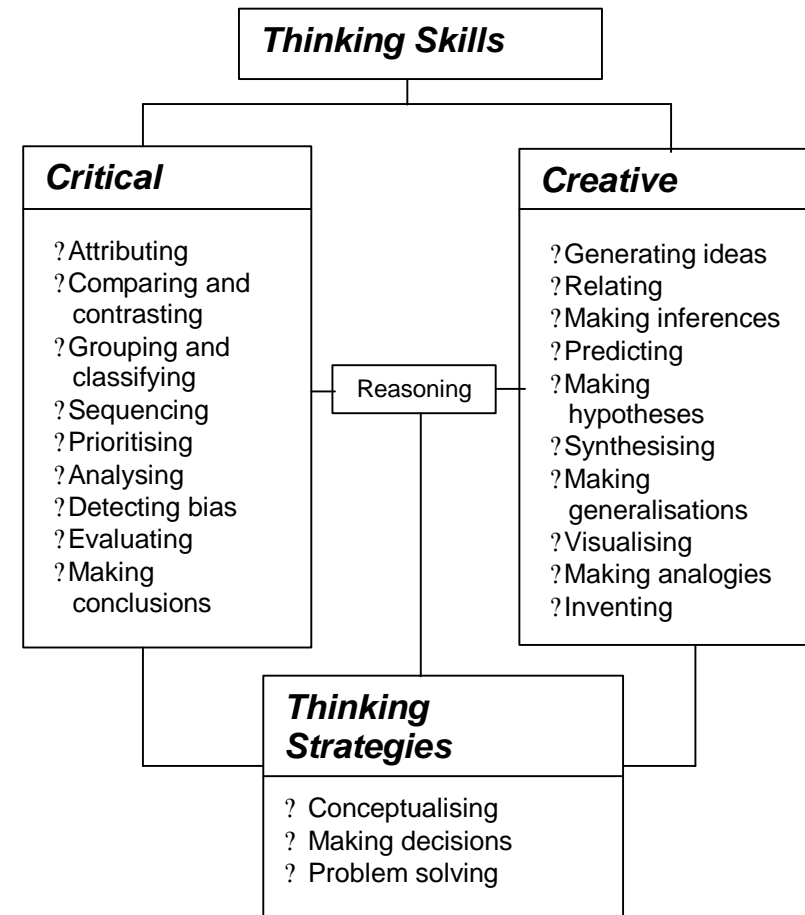 Thinking Skills
Critical
? Attributing
? Comparing and
contrasting
? Grouping and
classifying
? Sequencing
? Prioritising
? Analysing
? Detecting bias
? Evaluating
? Making
conclusions
Reasoning
Creative
? Generating ideas
? Relating
? Making inferences
? Predicting
? Making
hypotheses
? Synthesising
? Making
generalisations
? Visualising
? Making analogies
? Inventing
Thinking
Strategies
? Conceptualising
? Making decisions
? Problem solving